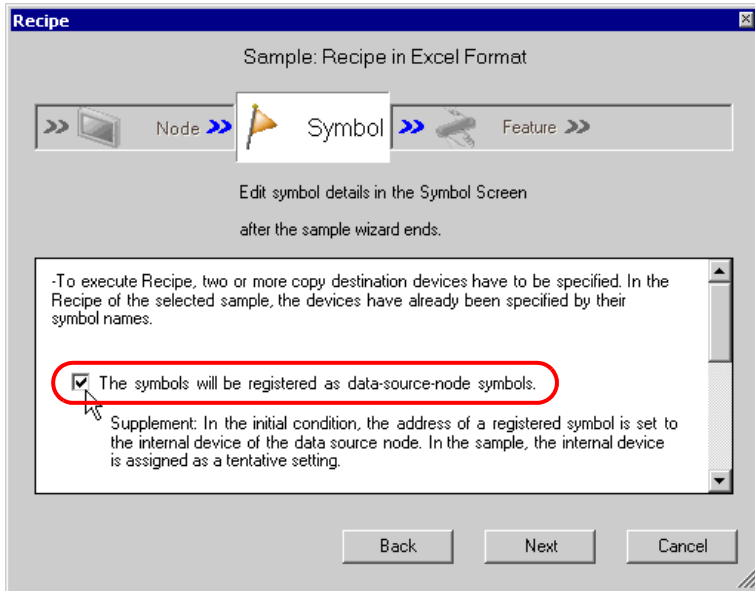 Recipe
Sample: Recipe in Excel Format
Node
Symbol
Feature
Edit symbol details in the Symbol Screen
after the sample wizard ends.
-To execute Recipe, two or more copy destination devices have to be specified. In the
Recipe of the selected sample, the devices have already been specified by their
symbol names.
The symbols will be registered as data-source-node symbols.
Supplement: In the initial condition, the address of a registered symbol is set to
the internal device of the data source node. In the sample, the internal device
is assigned as a tentative setting.
Back
Next
Cancel